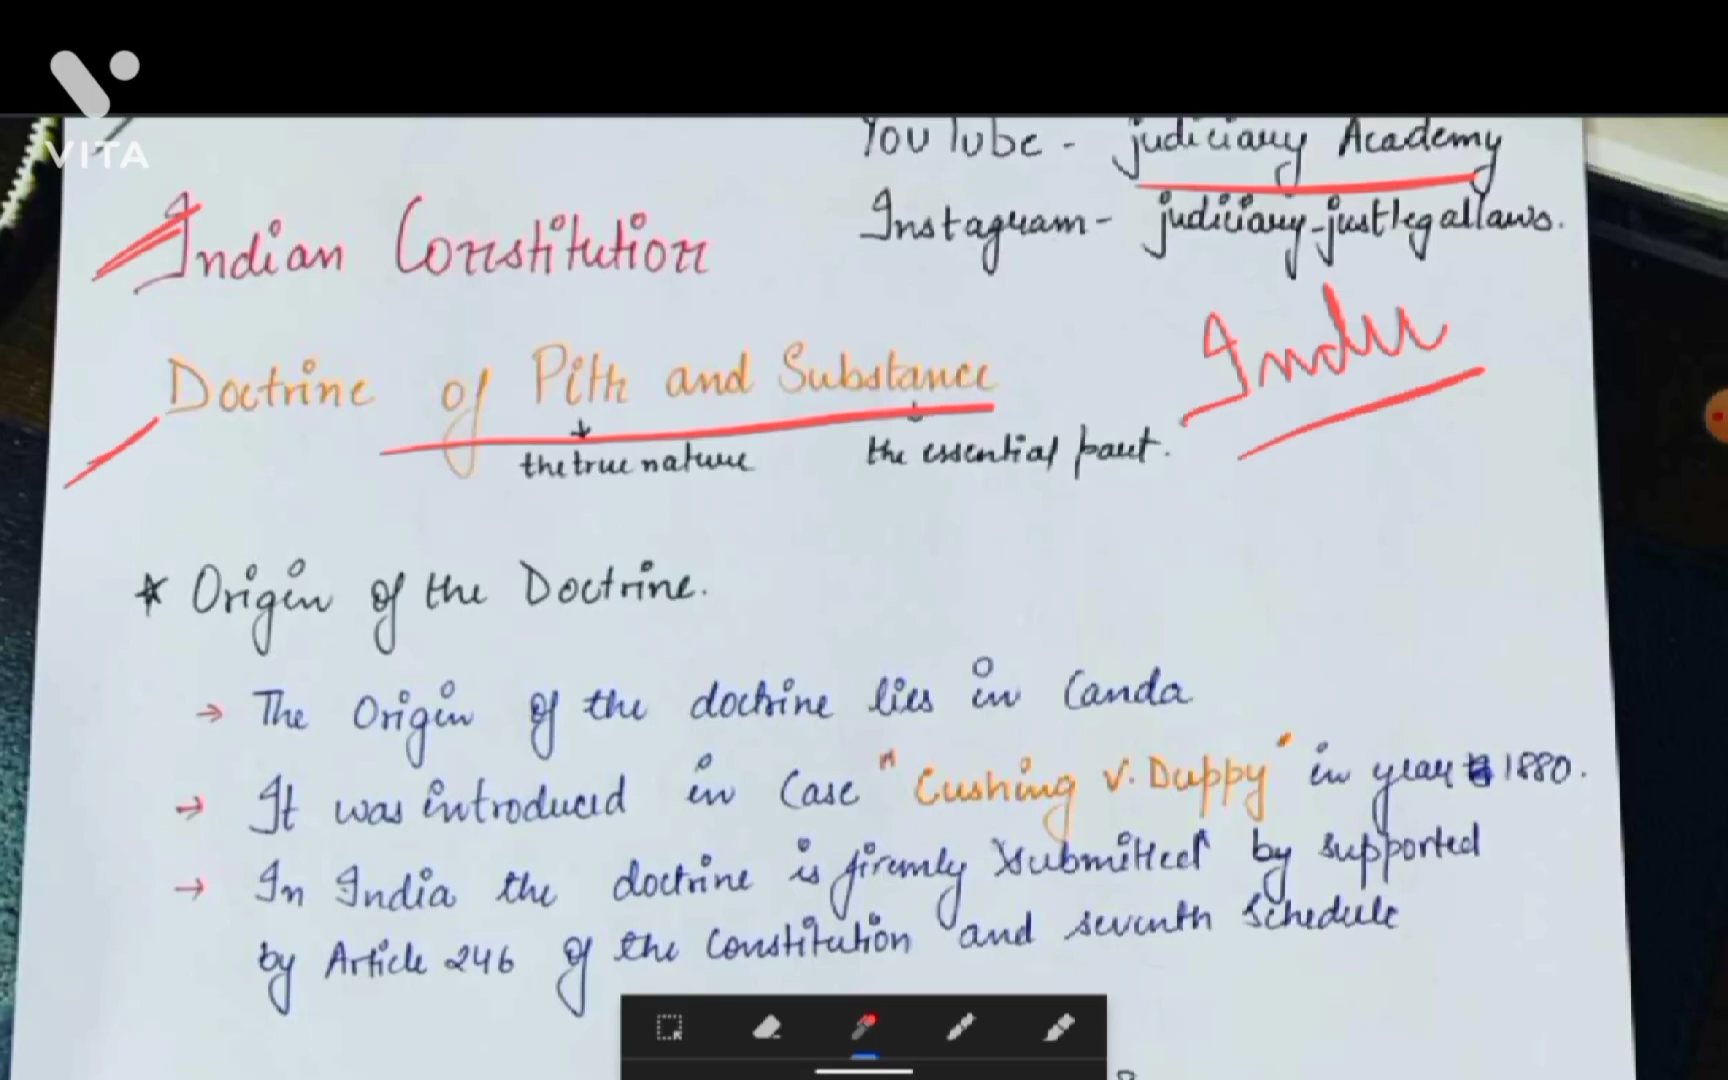 VITA
YouTube - judiciary Academy
Instagram - judiciary-justlegallaws.
Indian Constitution
Indu
Doctrine of Pith and Substance
the true nature the essential part.
* Origin of the Doctrine.
→ The Origin of the doctrine lies in Canda
→ It was introduced in Case "Cushing v. Duppy" in year 1880.
→ In India the doctrine is firemly submitted by supported
by Article 246 of the Constitution and seventh Schedule